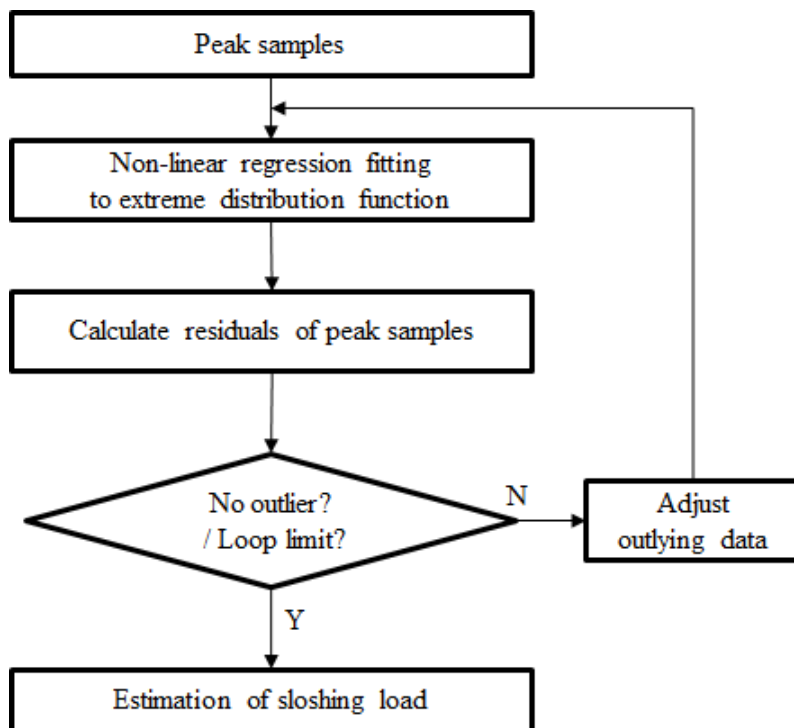 Peak samples
Non-linear regression fitting
to extreme distribution function
Calculate residuals of peak samples
No outlier?
/ Loop limit?
N
Adjust
outlying data
Y
Estimation of sloshing load